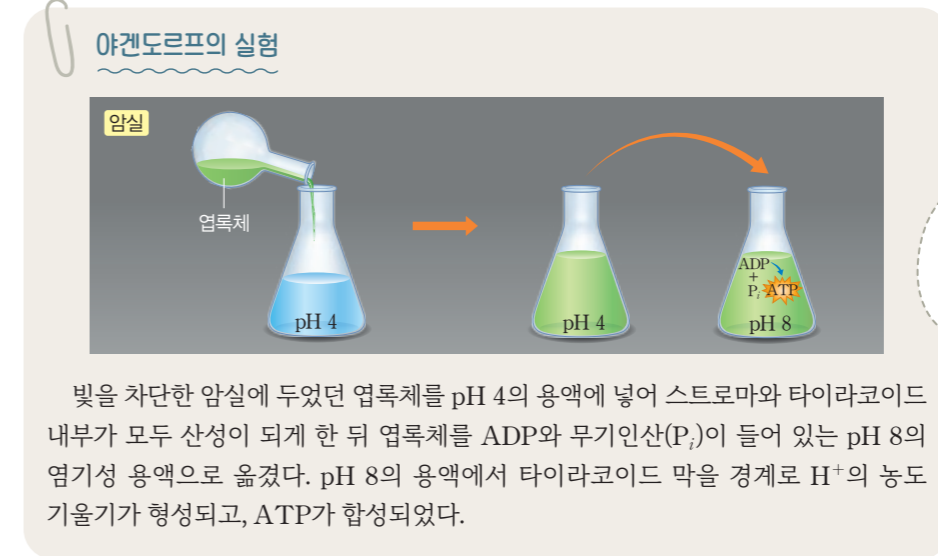 야겐도르프의 실험
암실
엽록체
pH 4
pH 4
ADP
+
Pi ATP
pH 8
빛을 차단한 암실에 두었던 엽록체를 pH 4의 용액에 넣어 스트로마와 타이라코이드
내부가 모두 산성이 되게 한 뒤 엽록체를 ADP와 무기인산(Pi)이 들어 있는 pH 8의
염기성 용액으로 옮겼다. pH 8의 용액에서 타이라코이드 막을 경계로 H⁺의 농도
기울기가 형성되고, ATP가 합성되었다.